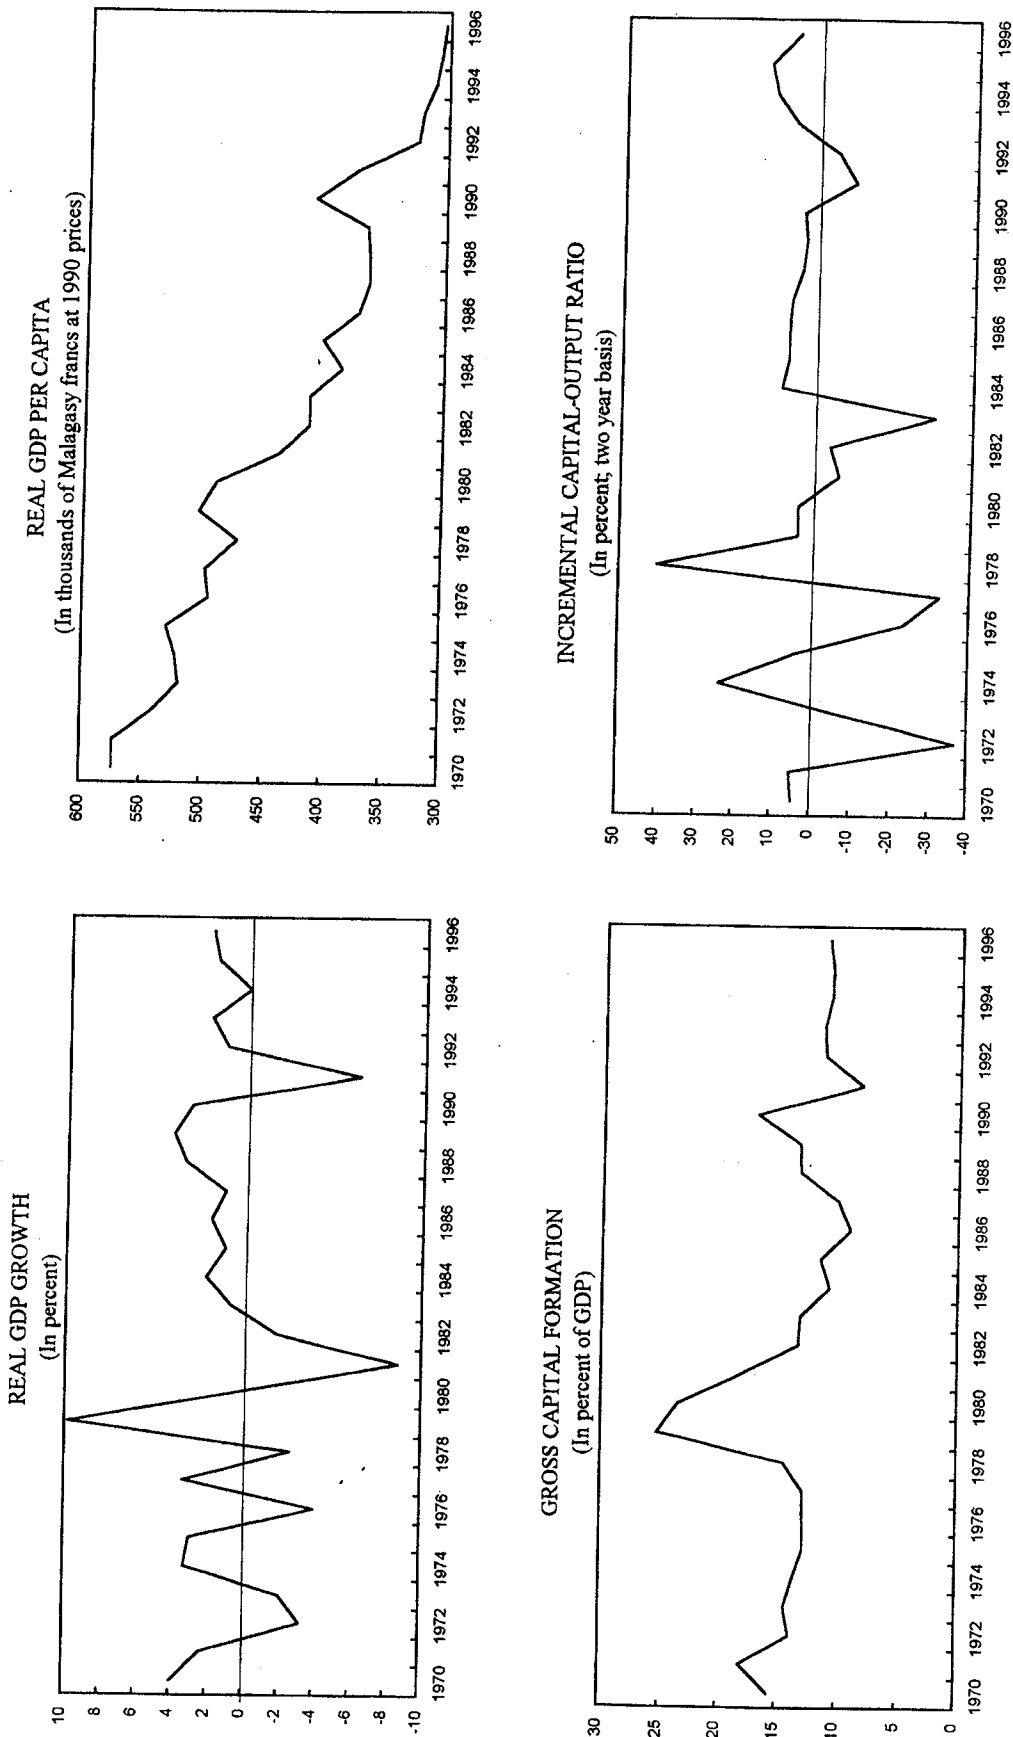 REAL GDP GROWTH
(In percent)
10
8
6
4
2
0
-2
-4
-6
-8
-10
1970 1972 1974 1976 1978 1980 1982 1984 1986 1988 1990 1992 1994 1996
REAL GDP PER CAPITA
(In thousands of Malagasy francs at 1990 prices)
600
550
500
450
400
350
300
1970 1972 1974 1976 1978 1980 1982 1984 1986 1988 1990 1992 1994 1996
GROSS CAPITAL FORMATION
(In percent of GDP)
30
25
20
15
10
5
0
1970 1972 1974 1976 1978 1980 1982 1984 1986 1988 1990 1992 1994 1996
INCREMENTAL CAPITAL-OUTPUT RATIO
(In percent; two year basis)
50
40
30
20
10
0
-10
-20
-30
-40
1970 1972 1974 1976 1978 1980 1982 1984 1986 1988 1990 1992 1994 1996